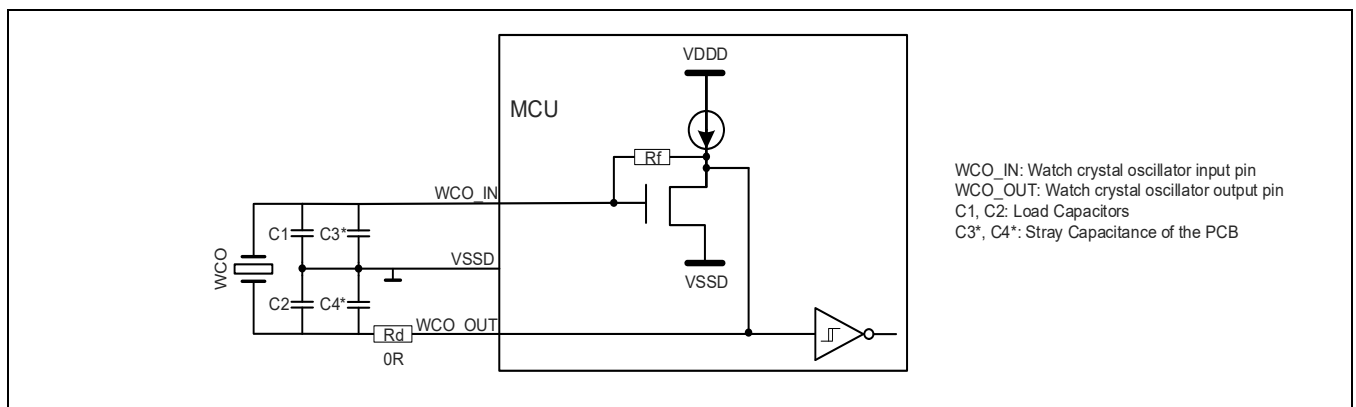 VDDD
MCU
Rf
WCO_IN
C1
C3*
VSSD
WCO
VSSD
C2
C4*
Rd
WCO_OUT
0R
WCO_IN: Watch crystal oscillator input pin
WCO_OUT: Watch crystal oscillator output pin
C1, C2: Load Capacitors
C3*, C4*: Stray Capacitance of the PCB